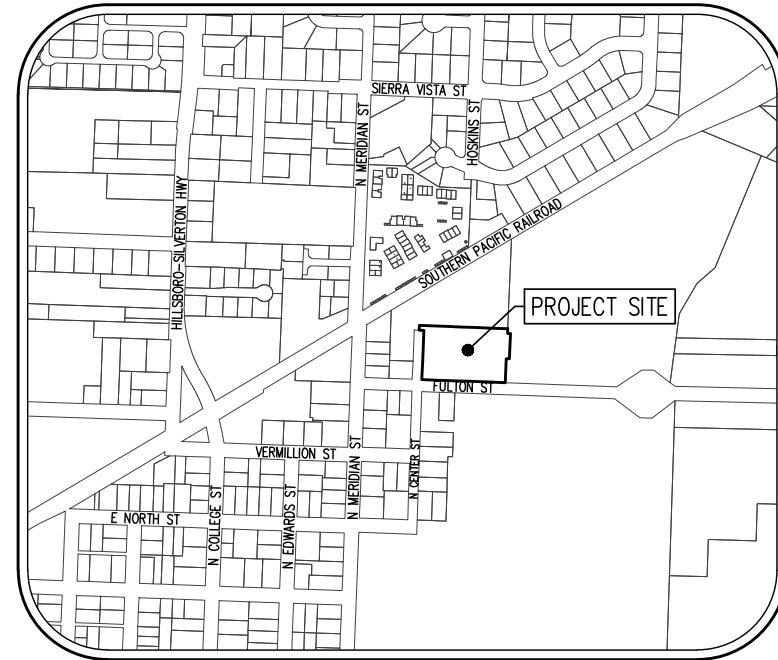 SIERRA VISTA ST
N MERIDIAN ST
HOSKINS ST
HILLSBORO-SILVERTON HWY
SOUTHERN PACIFIC RAILROAD
PROJECT SITE
FULTON ST
VERMILLION ST
N MERIDIAN ST
N CENTER ST
E NORTH ST
N COLLEGE ST
N EDWARDS ST